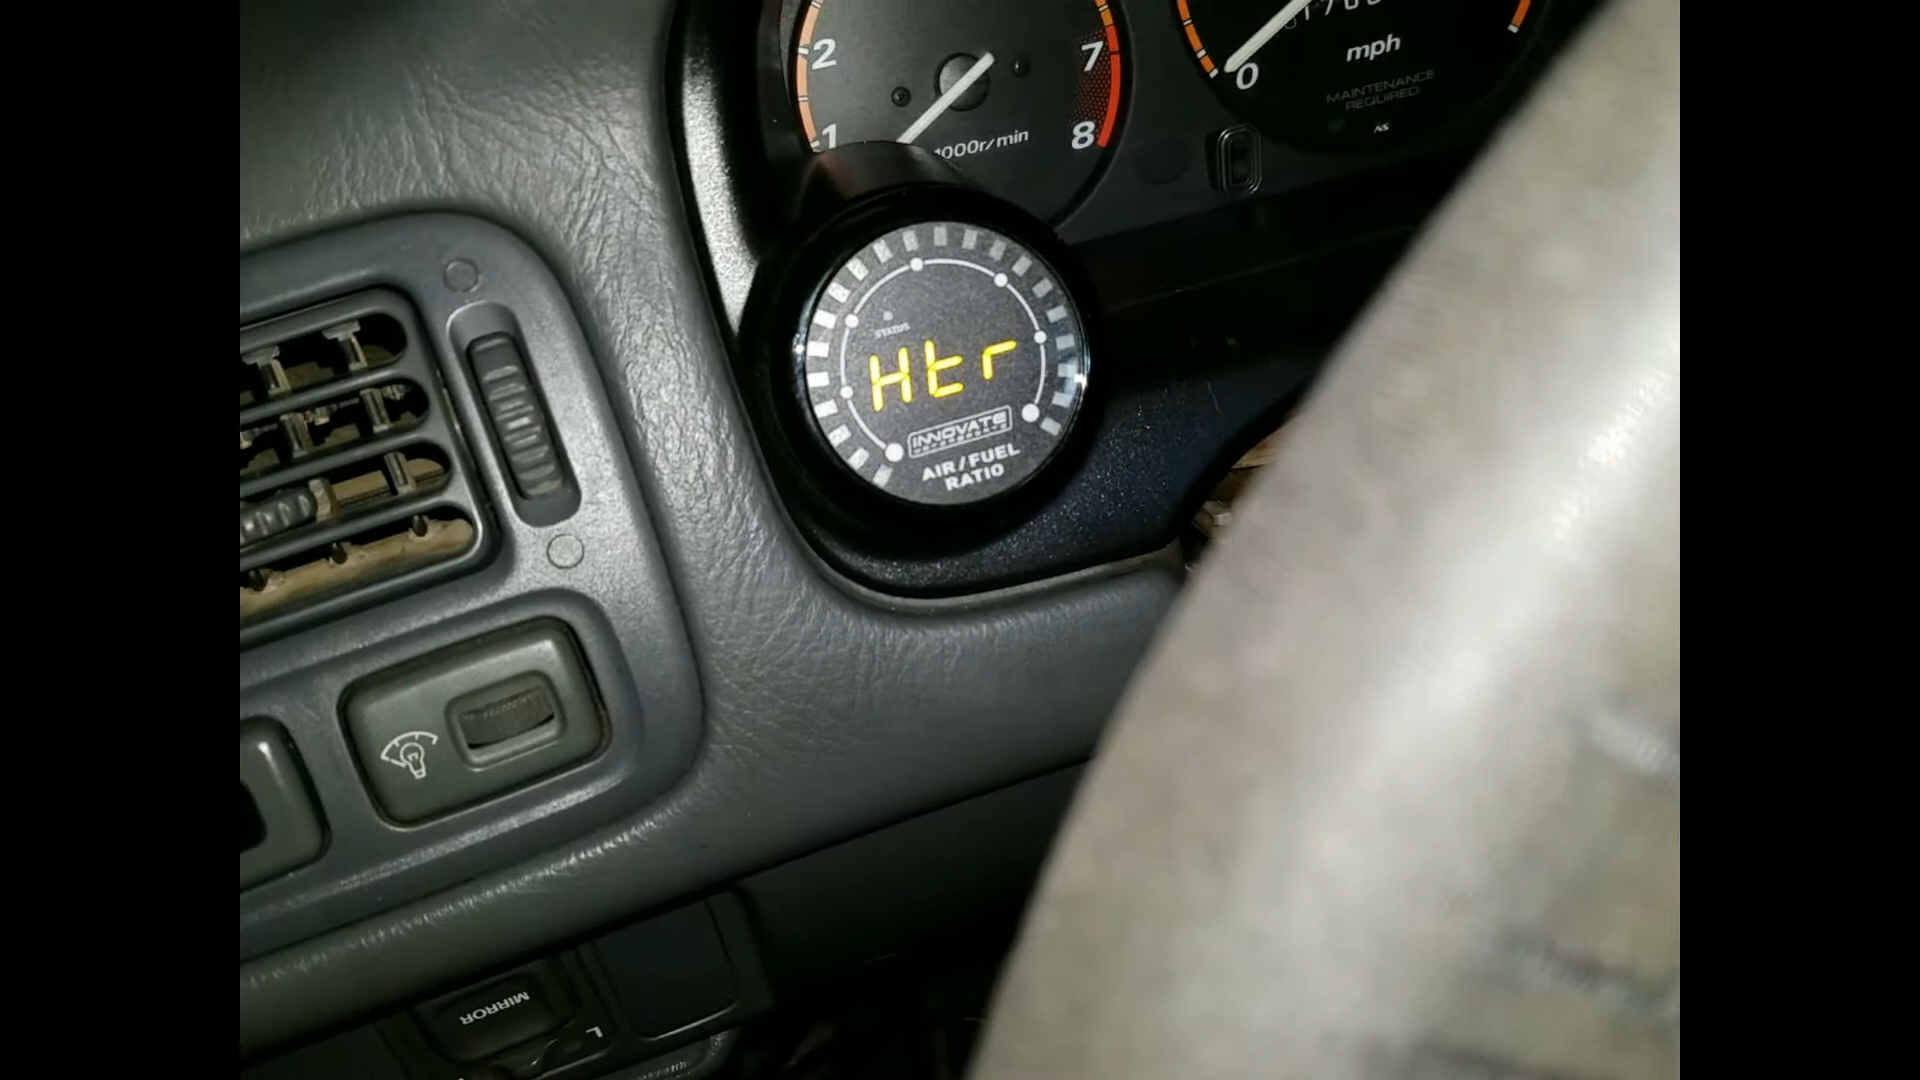 2
1
7
8
1000r/min
mph
0
MAINTENANCE
REQUIRED
STATUS
Htr
INNOVATE
AIR/FUEL
RATIO
MIRROR
L